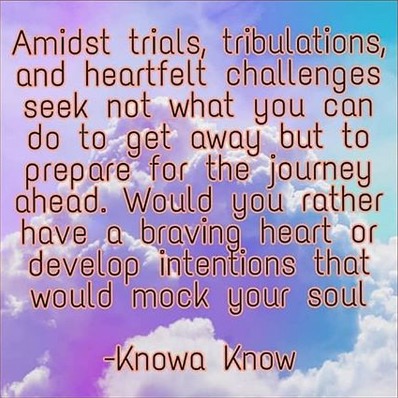 Amidst trials, tribulations,
and heartfelt challenges
seek not what you can
do to get away but to
prepare for the journey
ahead. Would you rather
have a braving heart or
develop intentions that
would mock your soul
-Knowa Know